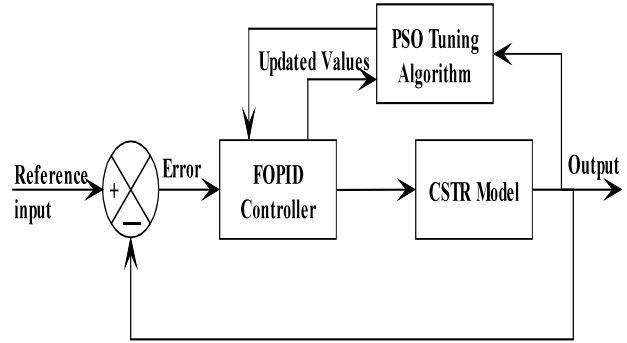 PSO Tuning
Algorithm
Updated Values
Reference
input
+
−
Error
FOPID
Controller
CSTR Model
Output